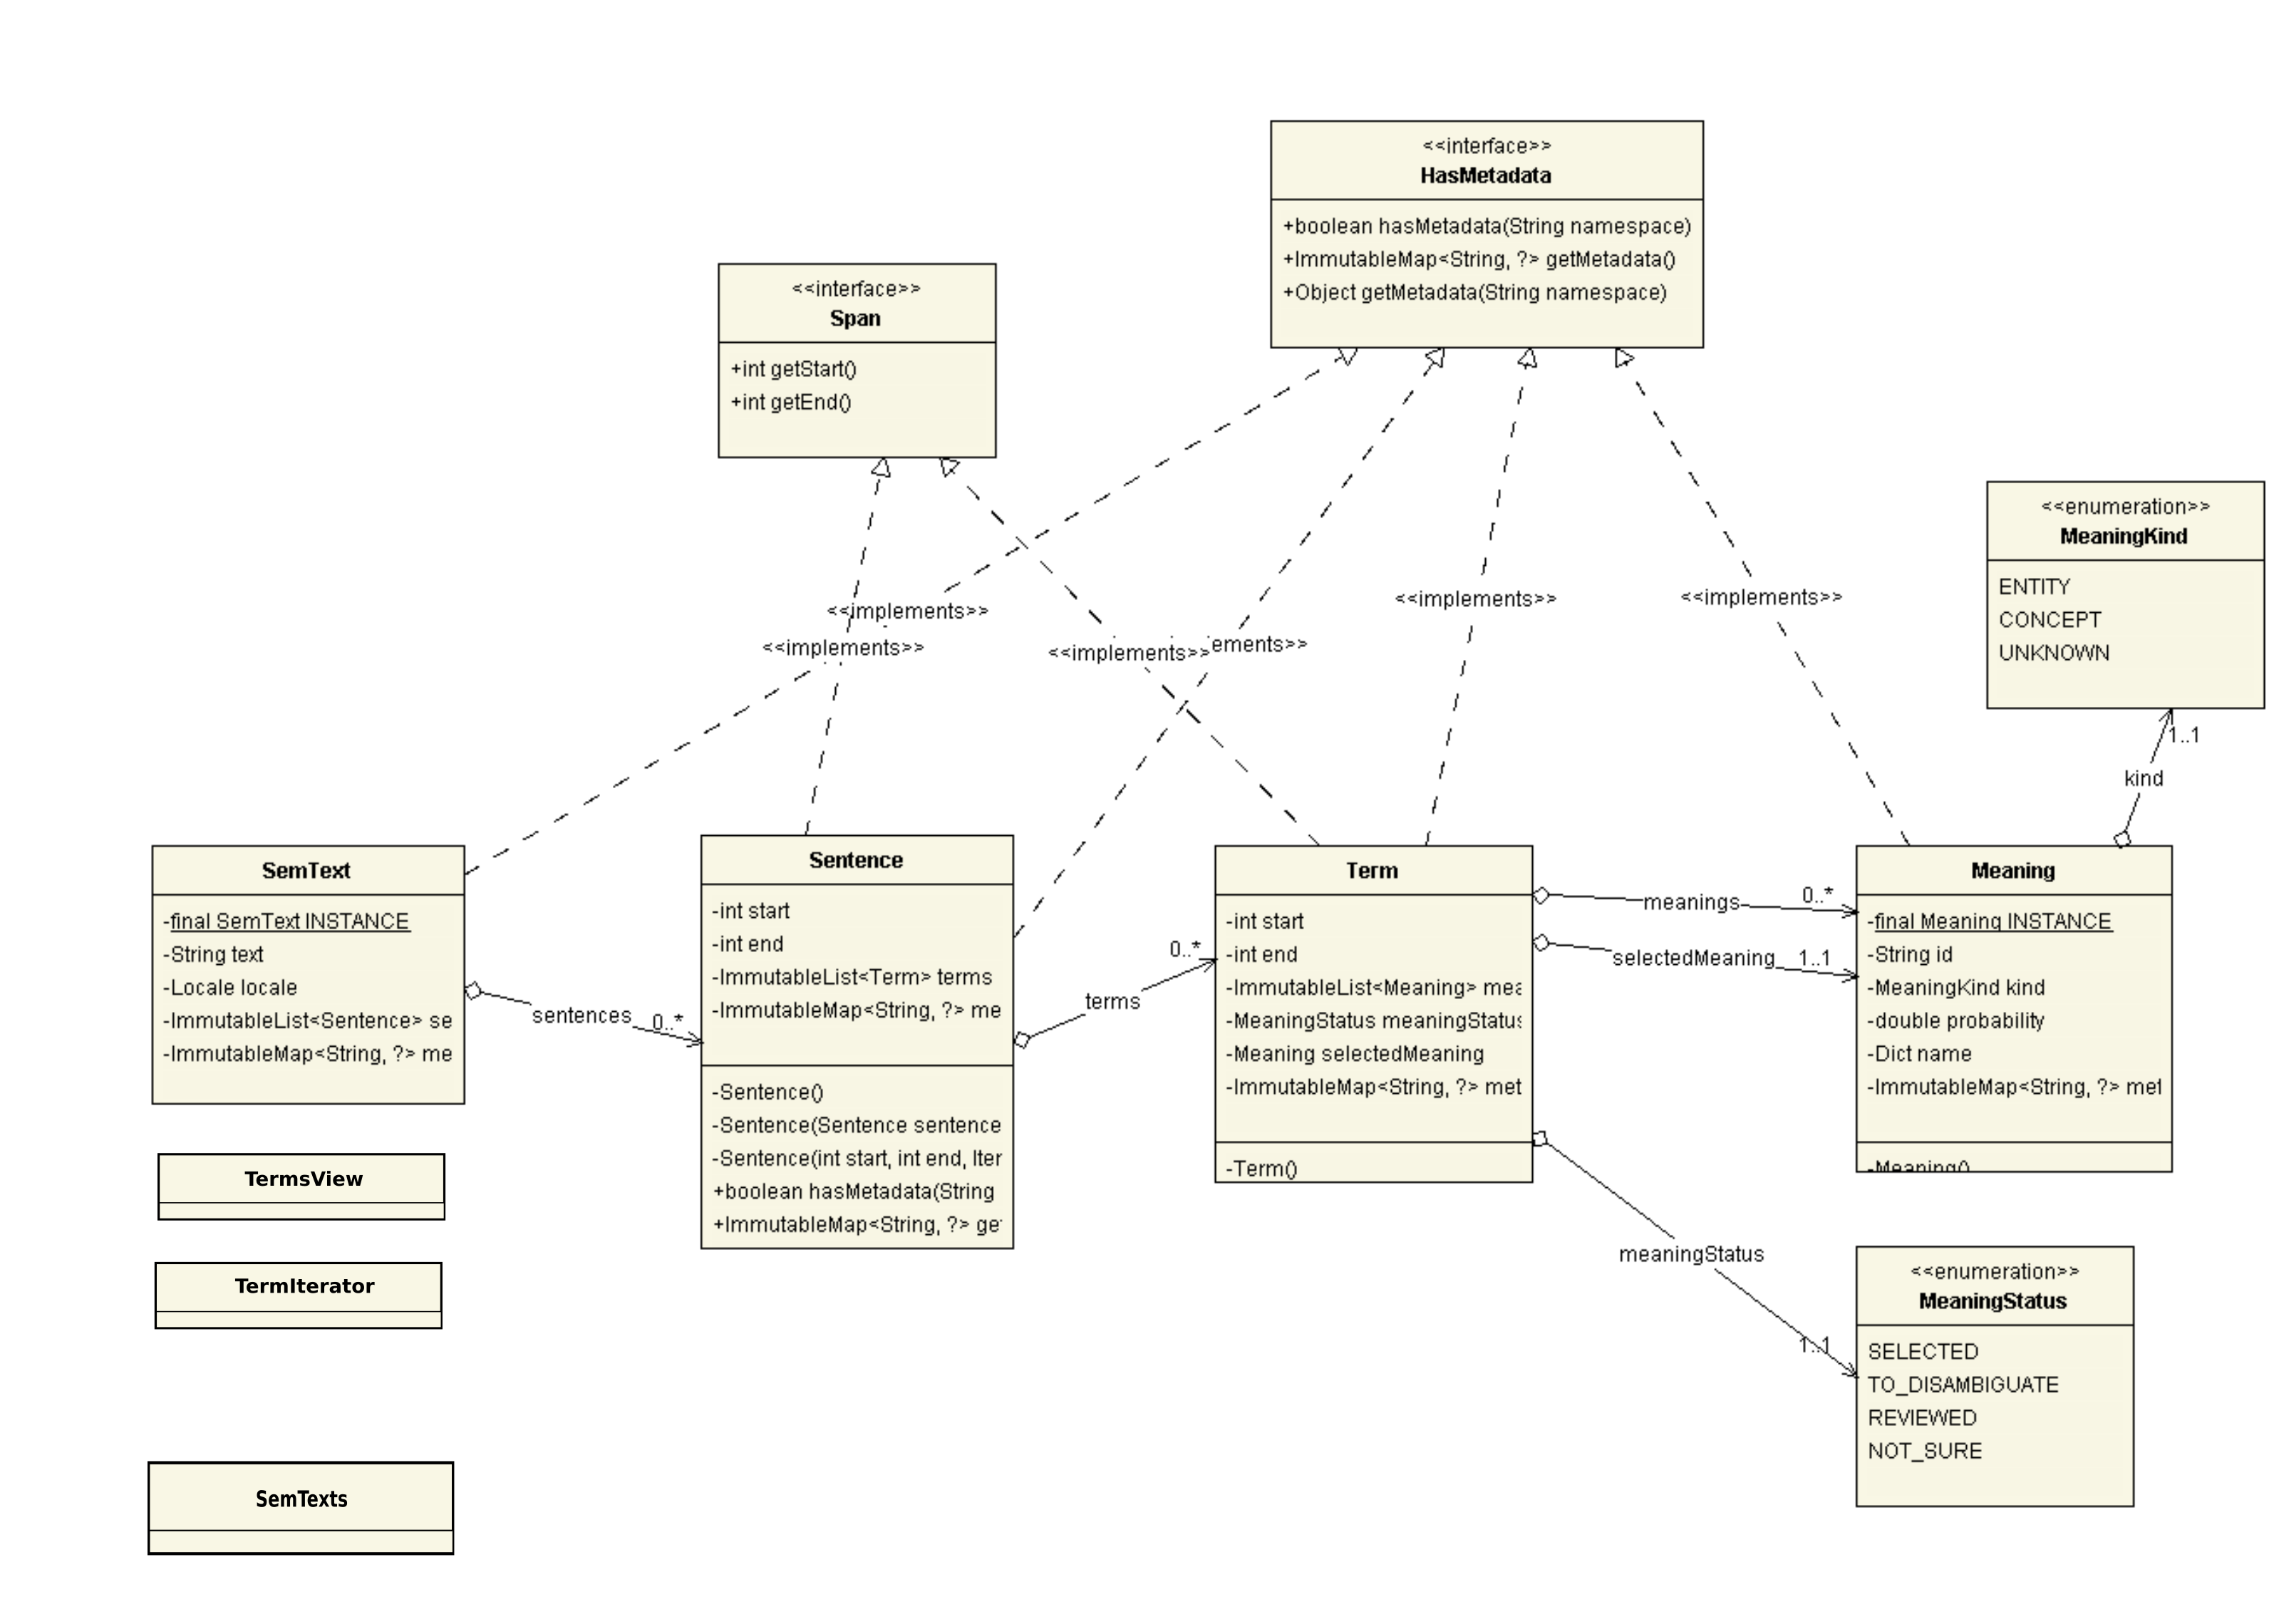 <<interface>>
HasMetadata
+boolean hasMetadata(String namespace)
+ImmutableMap<String, ?> getMetadata()
+Object getMetadata(String namespace)
<<interface>>
Span
+int getStart()
+int getEnd()
<<enumeration>>
MeaningKind
ENTITY
CONCEPT
UNKNOWN
<<implements>>
<<implements>>
<<implements>>
ements>>
<<implements>>
<<implements>>
1..1
kind
SemText
-final SemText INSTANCE
-String text
-Locale locale
-ImmutableList<Sentence> se
-ImmutableMap<String, ?> me
sentences
0..*
Sentence
-int start
-int end
-ImmutableList<Term> terms
-ImmutableMap<String, ?> me
-Sentence()
-Sentence(Sentence sentence
-Sentence(int start, int end, Iter
+boolean hasMetadata(String
+ImmutableMap<String, ?> ge
terms
0..*
Term
-int start
-int end
-ImmutableList<Meaning> mea
-MeaningStatus meaningStatus
-Meaning selectedMeaning
-ImmutableMap<String, ?> met
-Term()
meanings
0..*
selectedMeaning
1..1
Meaning
-final Meaning INSTANCE
-String id
-MeaningKind kind
-double probability
-Dict name
-ImmutableMap<String, ?> met
-Meaning()
meaningStatus
1..1
<<enumeration>>
MeaningStatus
SELECTED
TO_DISAMBIGUATE
REVIEWED
NOT_SURE
TermsView
TermIterator
SemTexts